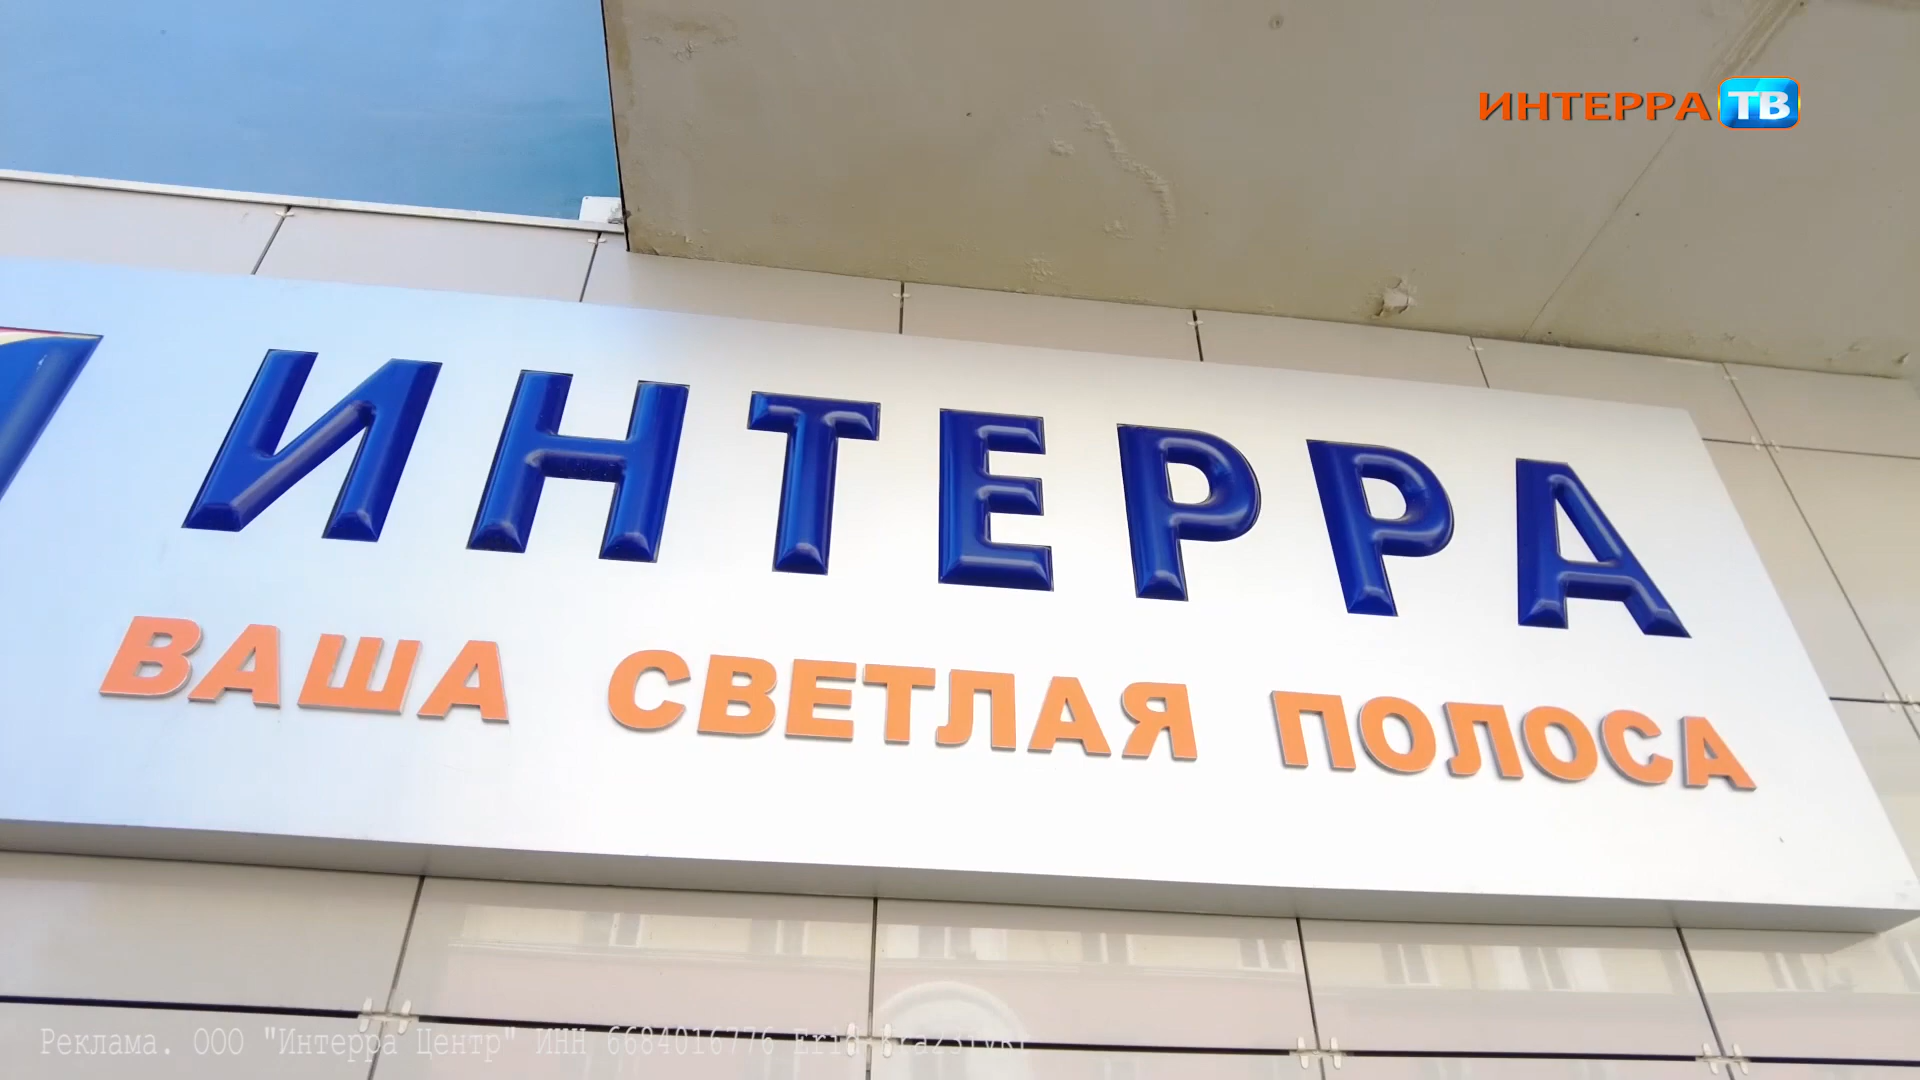 ИНТЕРРА ТВ
ИНТЕРРА
ВАША СВЕТЛАЯ ПОЛОСА
Реклама. ООО "Интерра Центр" ИНН 6684016776